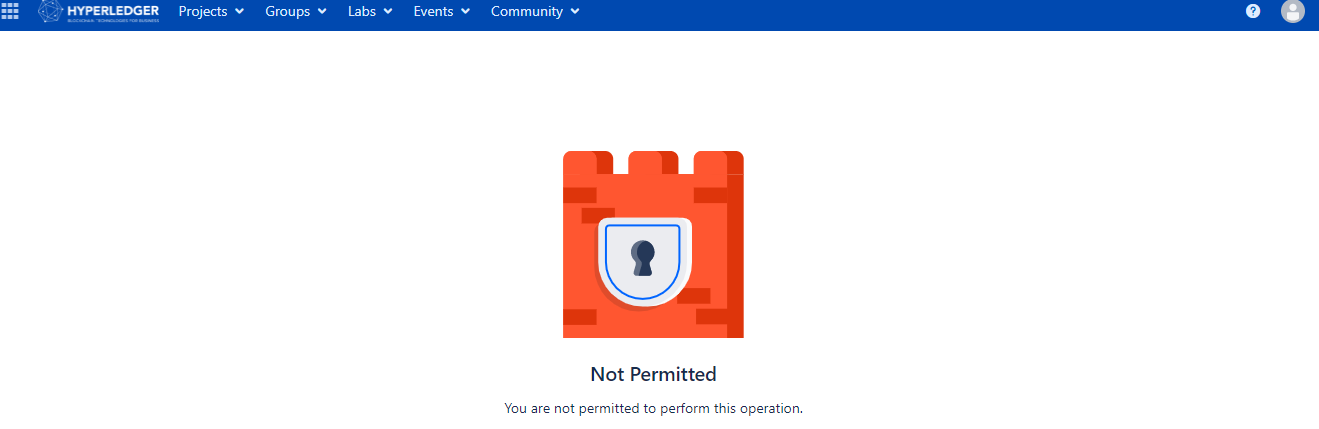 HYPERLEDGER
BLOCKCHAIN TECHNOLOGIES FOR BUSINESS
Projects
Groups
Labs
Events
Community
?
Not Permitted
You are not permitted to perform this operation.